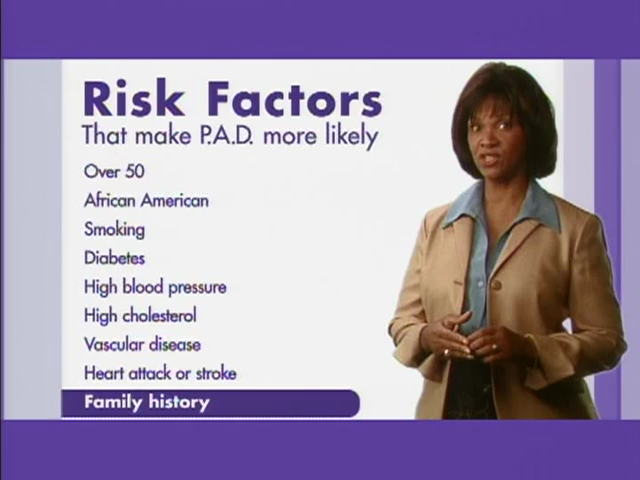 Risk Factors
That make P.A.D. more likely
Over 50
African American
Smoking
Diabetes
High blood pressure
High cholesterol
Vascular disease
Heart attack or stroke
Family history